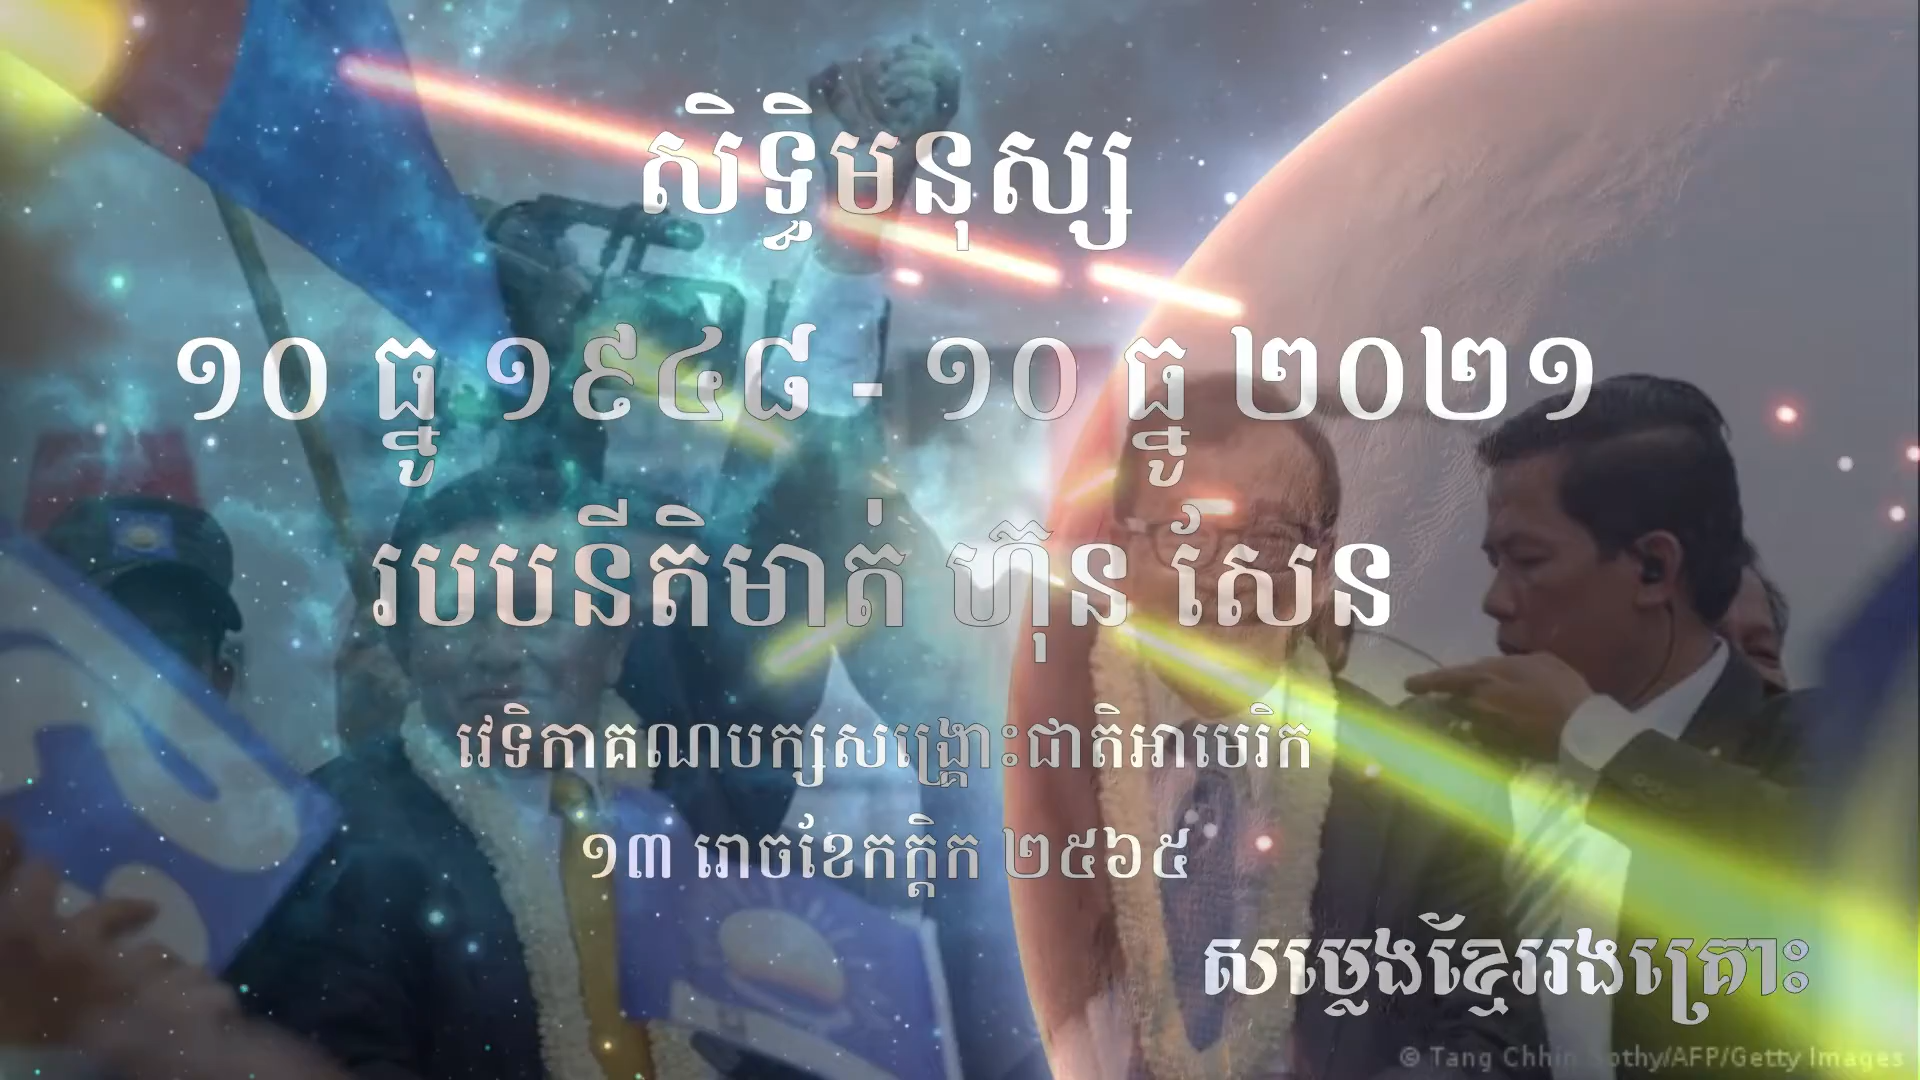 សិទ្ធិមនុស្ស
១០ ធ្នូ ១៩៤៨ - ១០ ធ្នូ ២០២១
របបនីតិមាត់ ហ៊ុន សែន
វេទិកាគណបក្សសង្គ្រោះជាតិអាមេរិក
១៣ រោចខែកក្ដិក ២៥៦៥
សម្លេងខ្មែររងគ្រោះ
© Tang Chhin Sothy/AFP/Getty Images